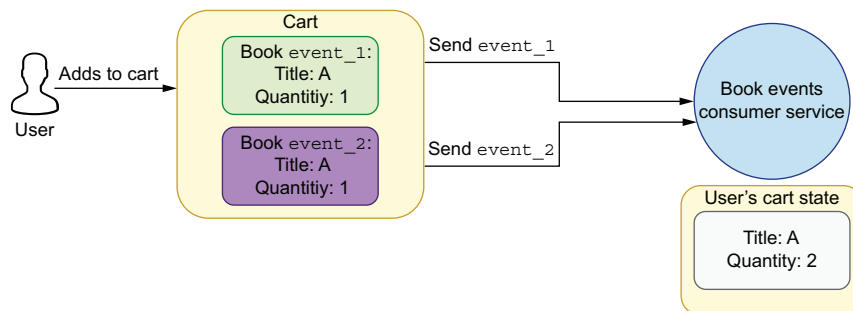 User
Adds to cart
Cart
Book event_1:
Title: A
Quantitiy: 1
Book event_2:
Title: A
Quantitiy: 1
Send event_1
Send event_2
Book events
consumer service
User’s cart state
Title: A
Quantity: 2